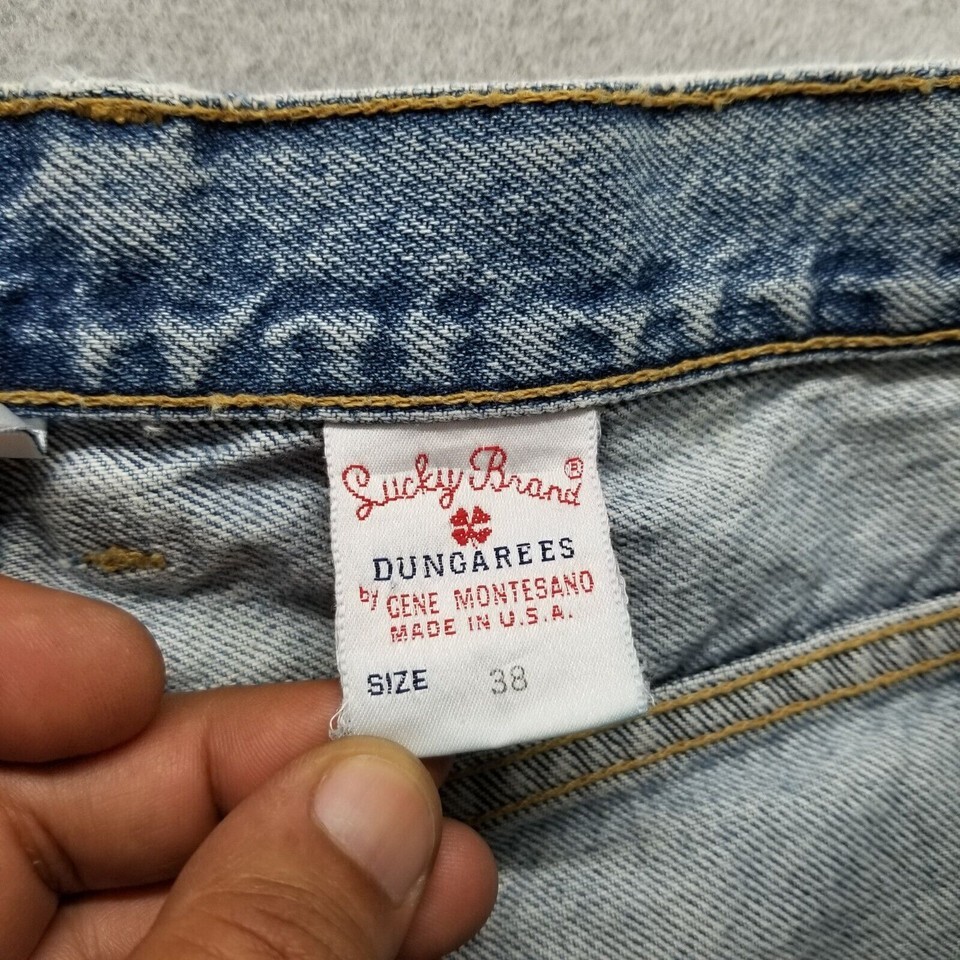 Lucky Brand®
DUNGAREES
by GENE MONTESANO
MADE IN U.S.A.
SIZE 38